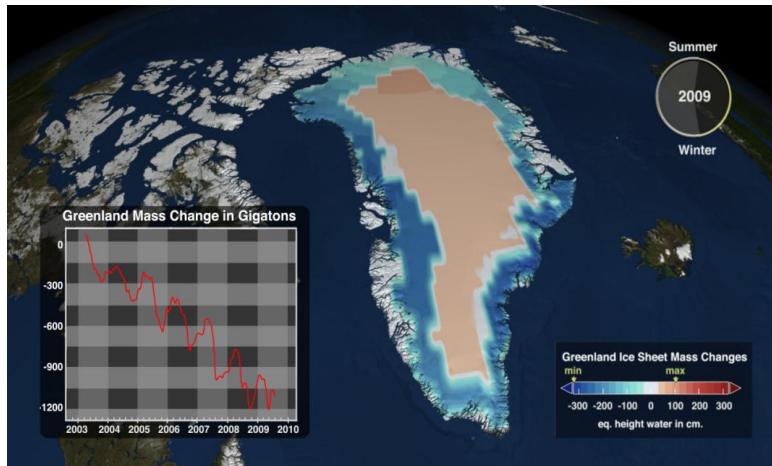 Summer
2009
Winter
Greenland Mass Change in Gigatons
0
-300
-600
-900
-1200
2003 2004 2005 2006 2007 2008 2009 2010
Greenland Ice Sheet Mass Changes
min max
-300 -200 -100 0 100 200 300
eq. height water in cm.